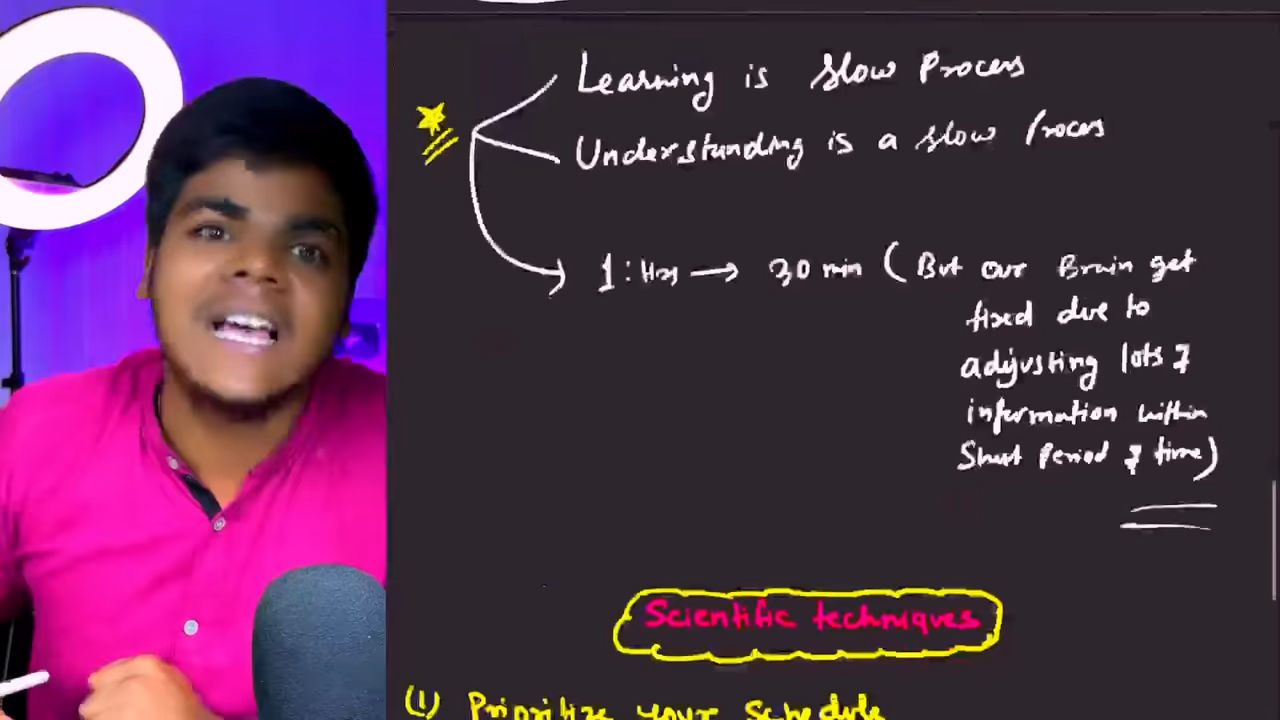 Learning is slow Process
Understanding is a slow Proces
1:Hrs → 30 min (But our Brain get
fixed due to
adjusting lots of
information within
Short Period of time)
Scientific techniques
(1) Prioritize your Schedule